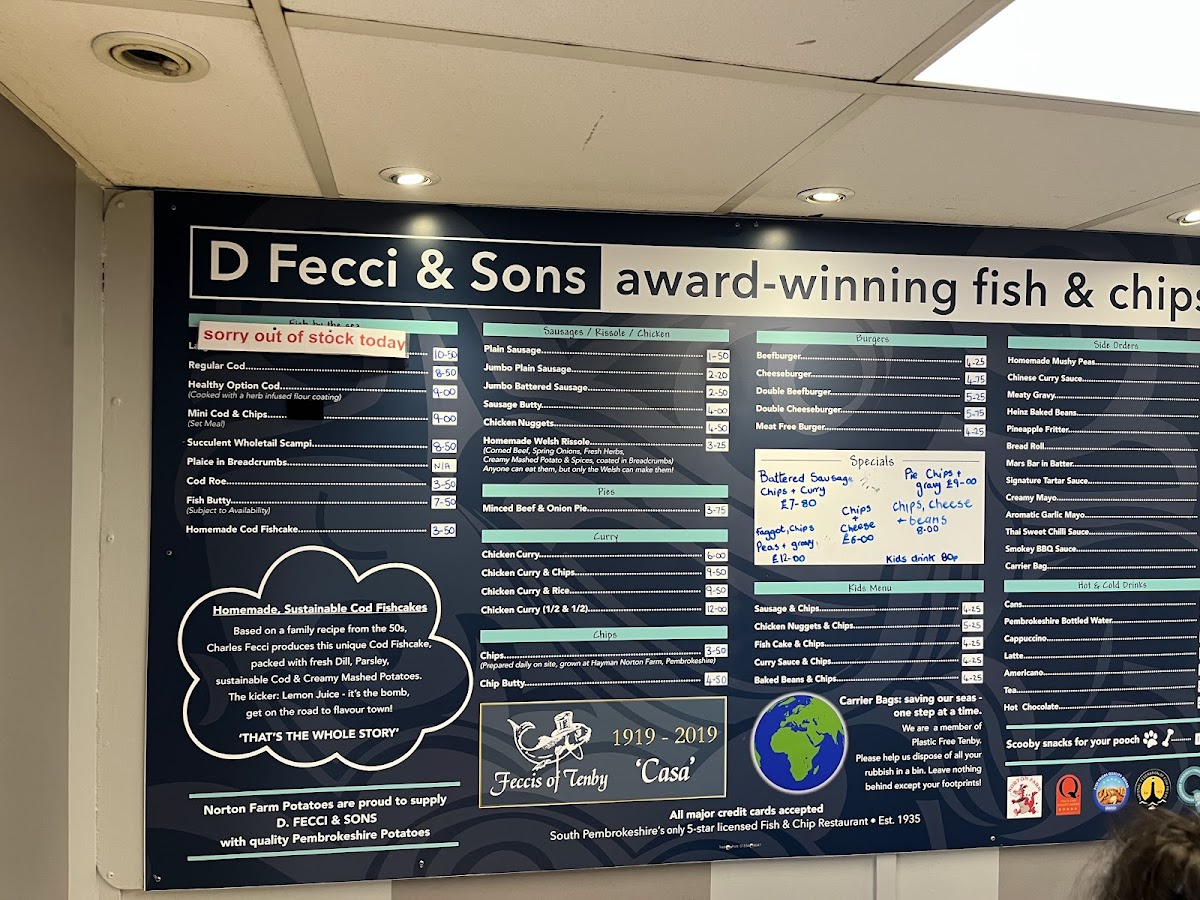 D Fecci & Sons award-winning fish & chips
Fish by the sea
sorry out of stock today
10-50
Regular Cod 8-50
Healthy Option Cod 9-00
(Cooked with a herb infused flour coating)
Mini Cod & Chips 9-00
(Set Meal)
Succulent Wholetail Scampi 8-50
Plaice in Breadcrumbs N/A
Cod Roe 3-50
Fish Butty 7-50
(Subject to Availability)
Homemade Cod Fishcake 3-50
Homemade, Sustainable Cod Fishcakes
Based on a family recipe from the 50s,
Charles Fecci produces this unique Cod Fishcake,
packed with fresh Dill, Parsley,
sustainable Cod & Creamy Mashed Potatoes.
The kicker: Lemon Juice - it's the bomb,
get on the road to flavour town!
'THAT'S THE WHOLE STORY'
Norton Farm Potatoes are proud to supply
D. FECCI & SONS
with quality Pembrokeshire Potatoes
Sausages / Rissole / Chicken
Plain Sausage 1-50
Jumbo Plain Sausage 2-20
Jumbo Battered Sausage 2-50
Sausage Butty 4-00
Chicken Nuggets 4-50
Homemade Welsh Rissole 3-25
(Corned Beef, Spring Onions, Fresh Herbs,
Creamy Mashed Potato & Spices, coated in Breadcrumbs)
Anyone can eat them, but only the Welsh can make them!
Pies
Minced Beef & Onion Pie 3-75
Curry
Chicken Curry 6-00
Chicken Curry & Chips 9-50
Chicken Curry & Rice 9-50
Chicken Curry (1/2 & 1/2) 12-00
Chips
Chips 3-50
(Prepared daily on site, grown at Hayman Norton Farm, Pembrokeshire)
Chip Butty 4-50
Feccis of Tenby
1919 - 2019
'Casa'
Burgers
Beefburger 4-25
Cheeseburger 4-75
Double Beefburger 5-25
Double Cheeseburger 5-75
Meat Free Burger 4-25
Specials
Battered Sausage
Chips + Curry
£7-80
Pie Chips +
gravy £9-00
Chips
+
Cheese
£6-00
Chips, cheese
+ beans
8.00
Faggot, Chips
Peas + gravy
£12-00
Kids drink 80p
Kids Menu
Sausage & Chips 4-25
Chicken Nuggets & Chips 5-25
Fish Cake & Chips 4-25
Curry Sauce & Chips 4-25
Baked Beans & Chips 4-25
Carrier Bags: saving our seas -
one step at a time.
We are a member of
Plastic Free Tenby.
Please help us dispose of all your
rubbish in a bin. Leave nothing
behind except your footprints!
All major credit cards accepted
South Pembrokeshire's only 5-star licensed Fish & Chip Restaurant • Est. 1935
Side Orders
Homemade Mushy Peas
Chinese Curry Sauce
Meaty Gravy
Heinz Baked Beans
Pineapple Fritter
Bread Roll
Mars Bar in Batter
Signature Tartar Sauce
Creamy Mayo
Aromatic Garlic Mayo
Thai Sweet Chilli Sauce
Smokey BBQ Sauce
Carrier Bag
Hot & Cold Drinks
Cans
Pembrokeshire Bottled Water
Cappuccino
Latte
Americano
Tea
Hot Chocolate
Scooby snacks for your pooch
NORTON FARM